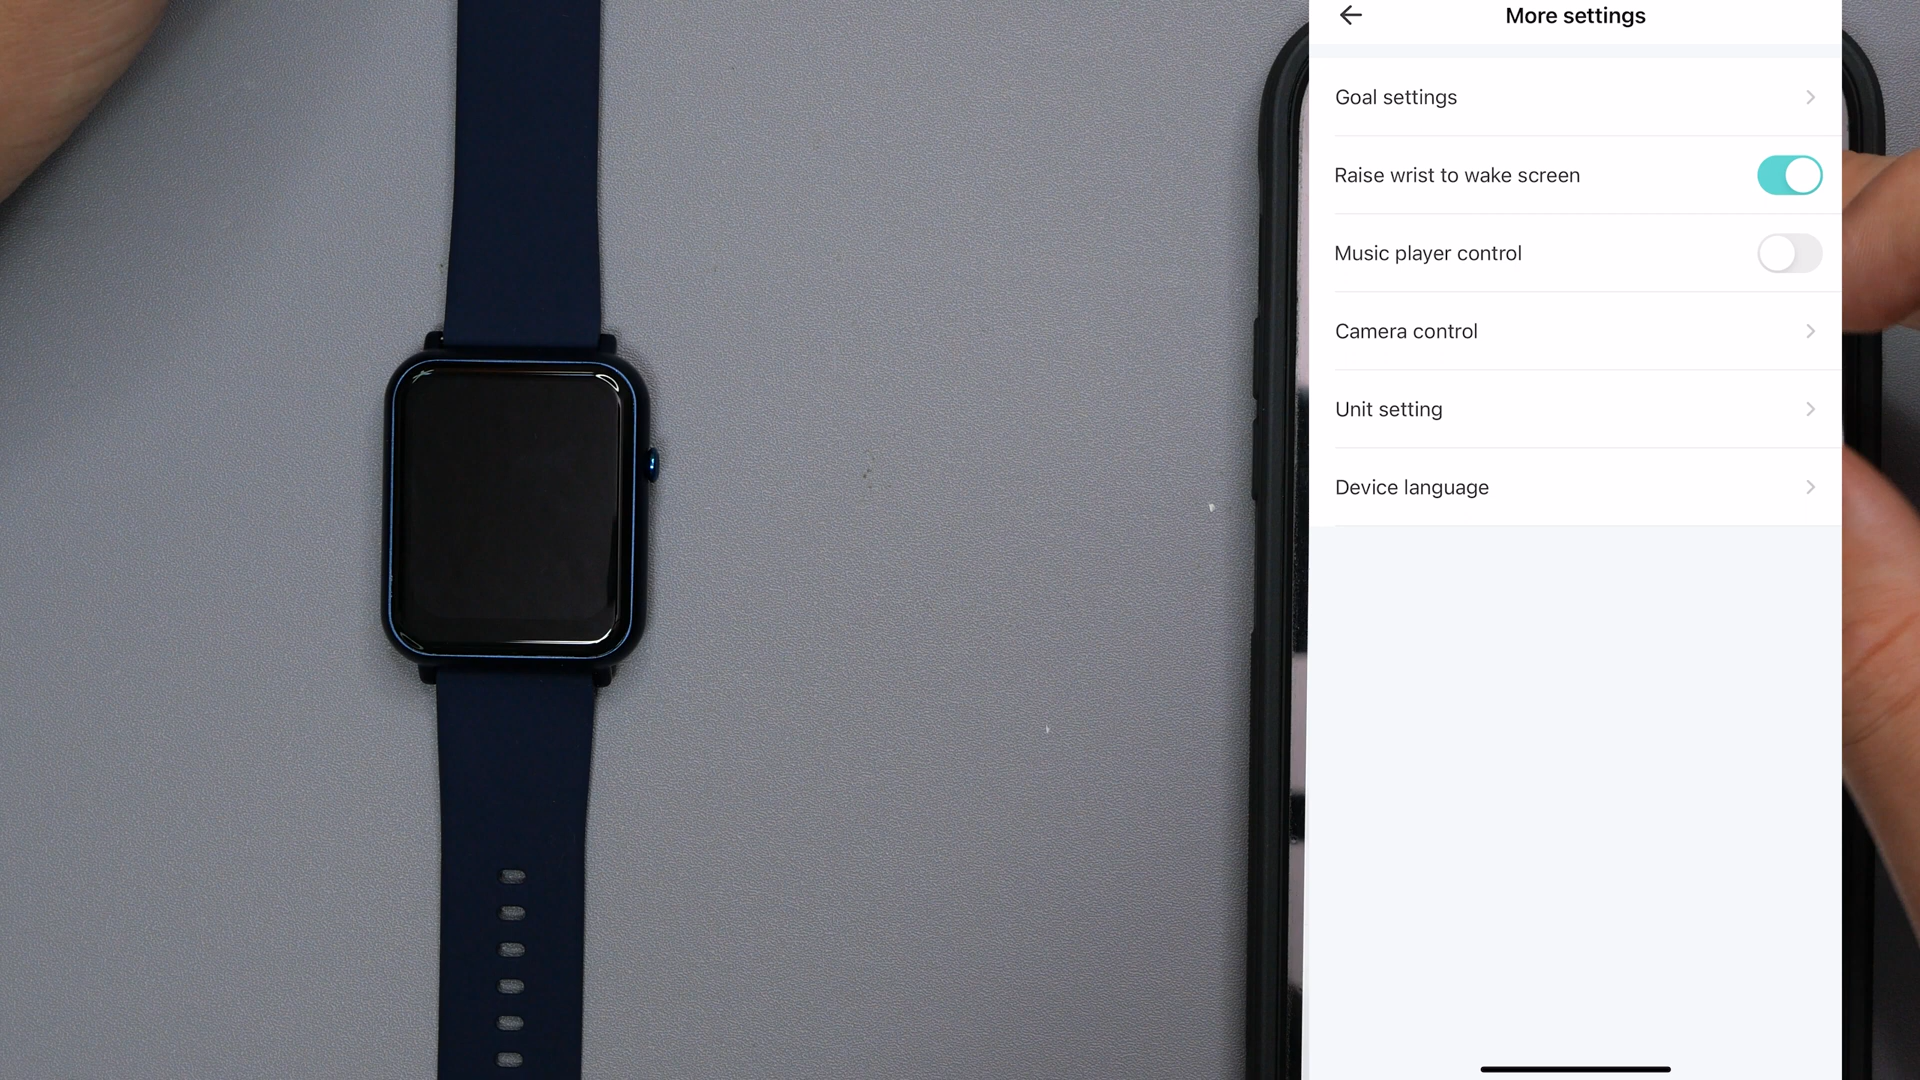 More settings
Goal settings
Raise wrist to wake screen
Music player control
Camera control
Unit setting
Device language